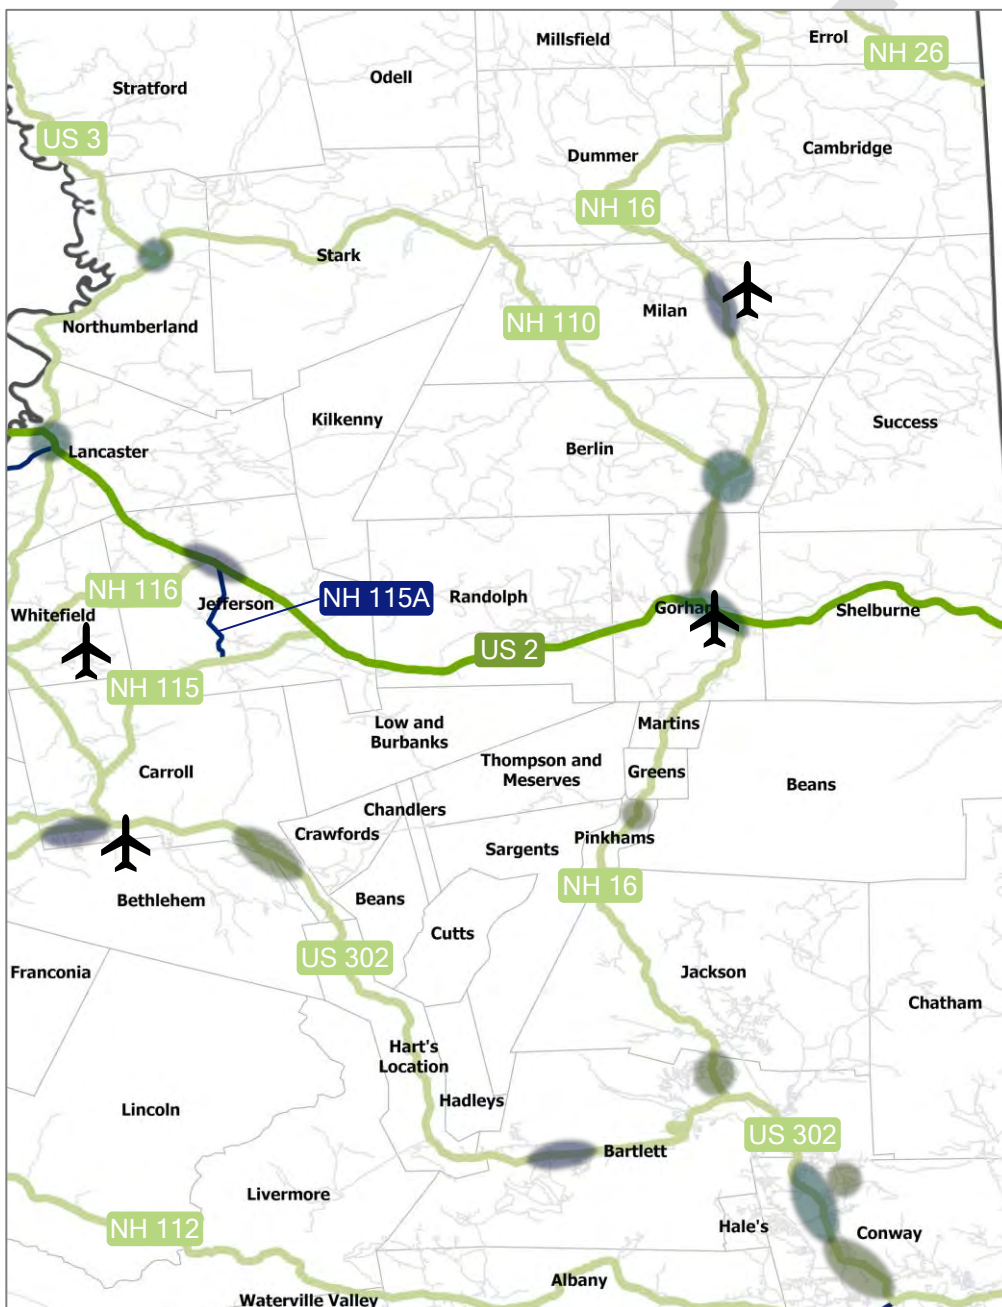 Millsfield
Errol
NH 26
Odell
Stratford
US 3
Dummer
Cambridge
NH 16
Stark
Milan
Northumberland
NH 110
Kilkenny
Success
Berlin
Lancaster
NH 116
Jefferson
NH 115A
Randolph
Gorham
Shelburne
Whitefield
US 2
NH 115
Low and
Burbanks
Martins
Thompson and
Meserves
Greens
Beans
Carroll
Chandlers
Crawfords
Pinkhams
Sargents
NH 16
Bethlehem
Beans
Cutts
US 302
Franconia
Jackson
Chatham
Hart's
Location
Hadleys
Lincoln
US 302
Bartlett
Livermore
NH 112
Hale's
Conway
Albany
Waterville Valley